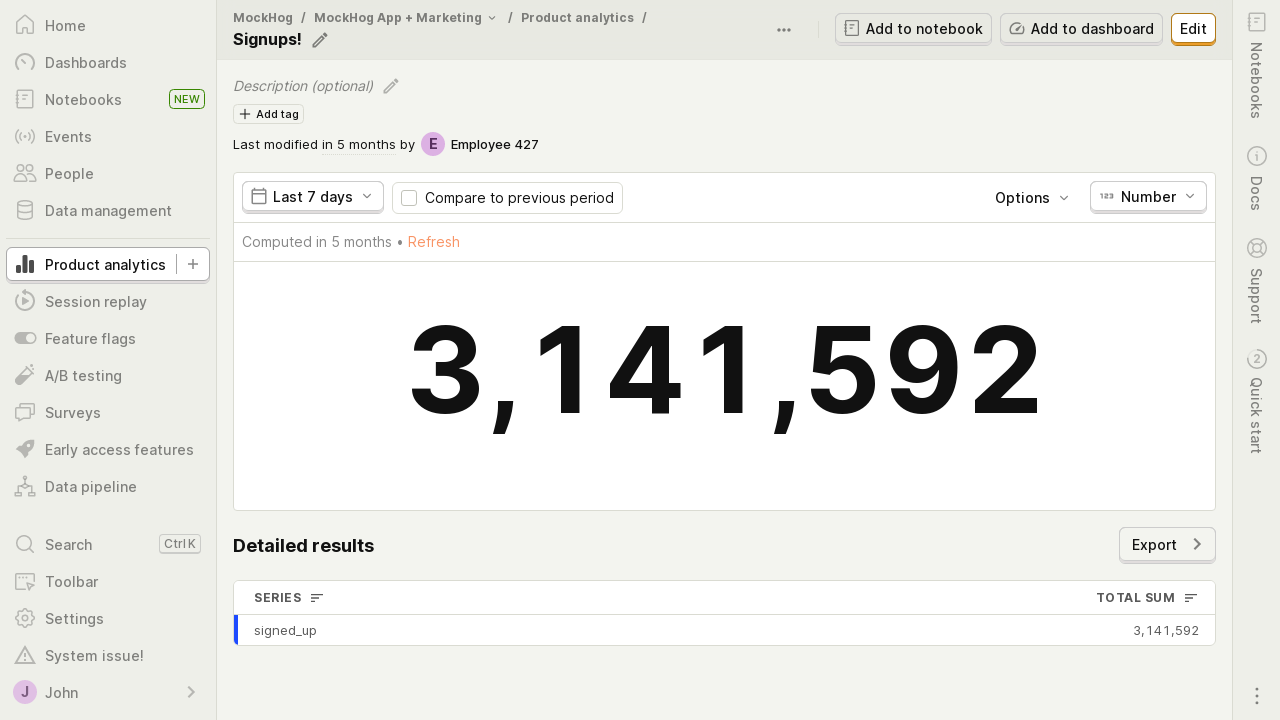 Home
Dashboards
Notebooks NEW
Events
People
Data management
Product analytics
Session replay
Feature flags
A/B testing
Surveys
Early access features
Data pipeline
Search Ctrl K
Toolbar
Settings
System issue!
J John
MockHog / MockHog App + Marketing / Product analytics /
Signups!
Add to notebook
Add to dashboard
Edit
Description (optional)
Add tag
Last modified in 5 months by E Employee 427
Last 7 days
Compare to previous period
Options
123 Number
Computed in 5 months • Refresh
3,141,592
Detailed results
Export
SERIES TOTAL SUM
signed_up 3,141,592
Notebooks
Docs
Support
2
Quick start